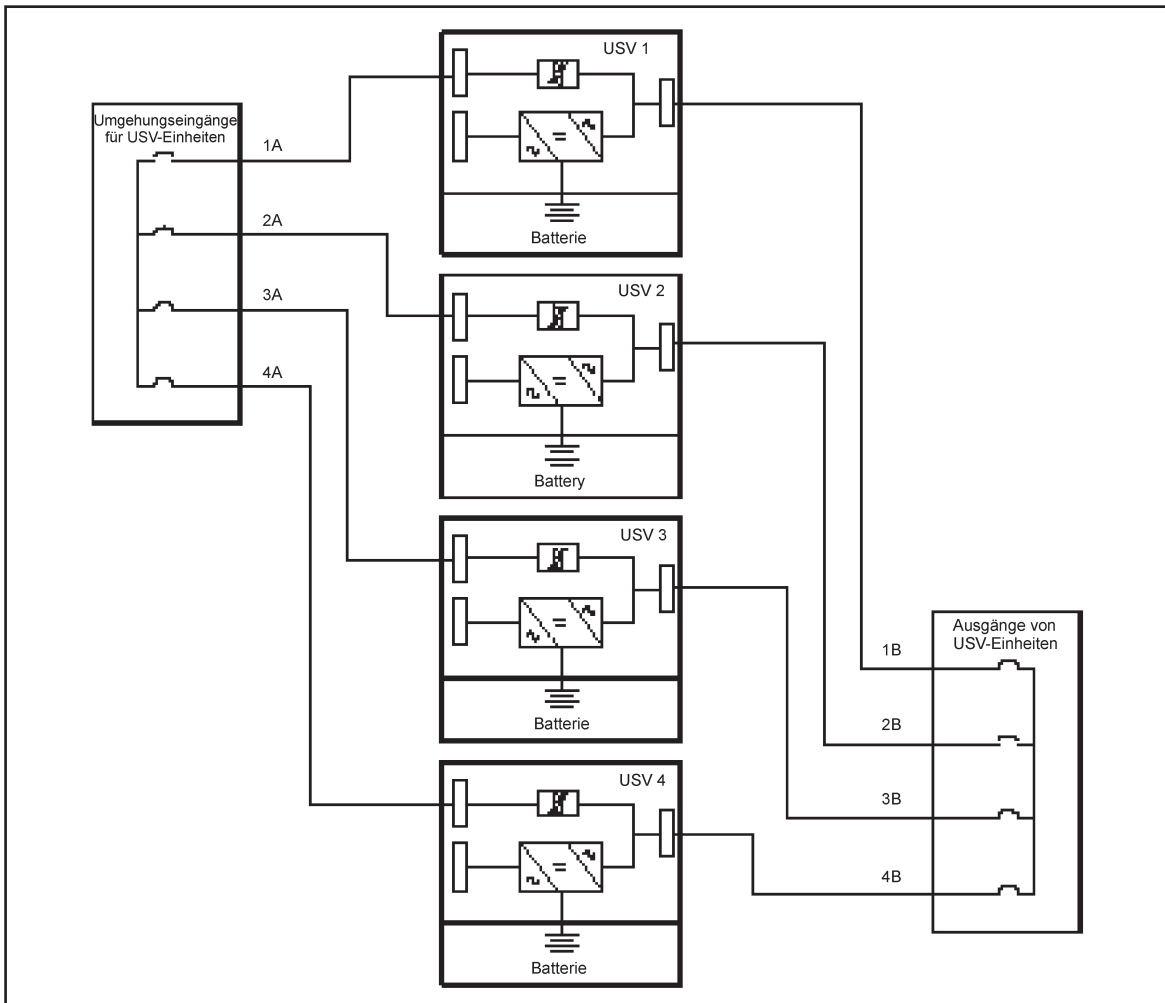 USV 1
Umgehungseingänge
für USV-Einheiten
1A
2A
3A
4A
Batterie
USV 2
Battery
USV 3
Batterie
USV 4
Batterie
Ausgänge von
USV-Einheiten
1B
2B
3B
4B